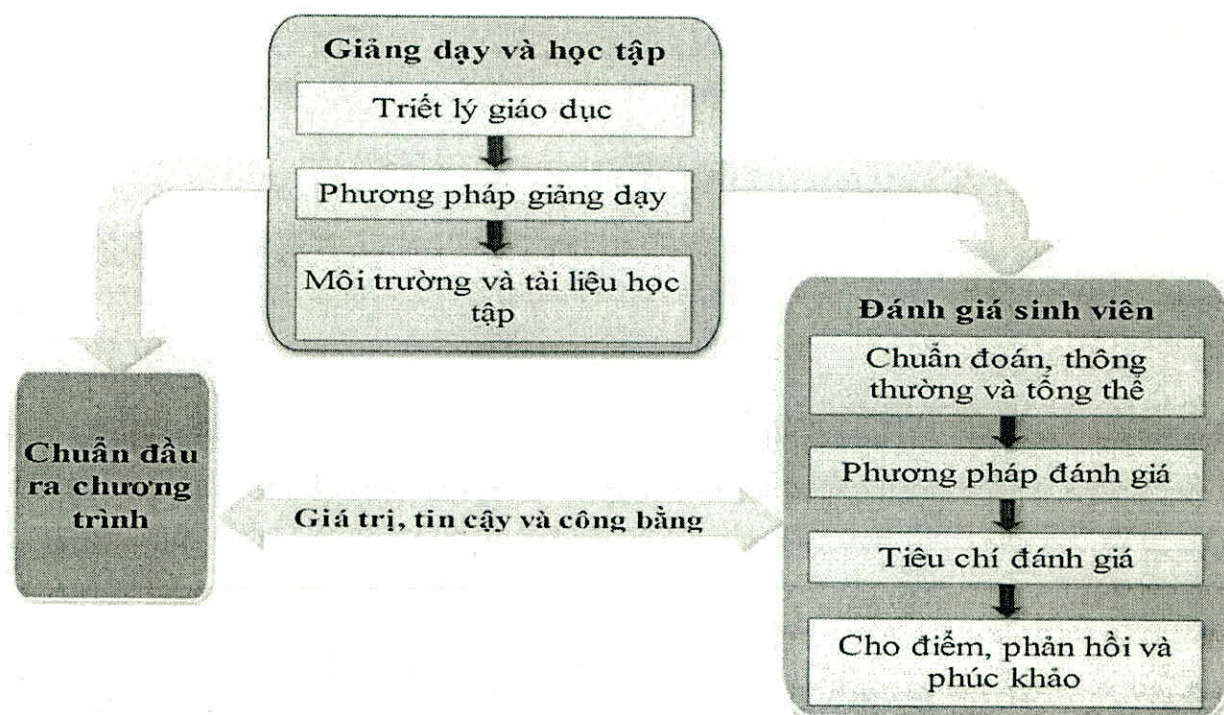 Giảng dạy và học tập
Triết lý giáo dục
Phương pháp giảng dạy
Môi trường và tài liệu học
tập
Chuẩn đầu
ra chương
trình
Giá trị, tin cậy và công bằng
Đánh giá sinh viên
Chuẩn đoán, thông
thường và tổng thể
Phương pháp đánh giá
Tiêu chí đánh giá
Cho điểm, phản hồi và
phúc khảo